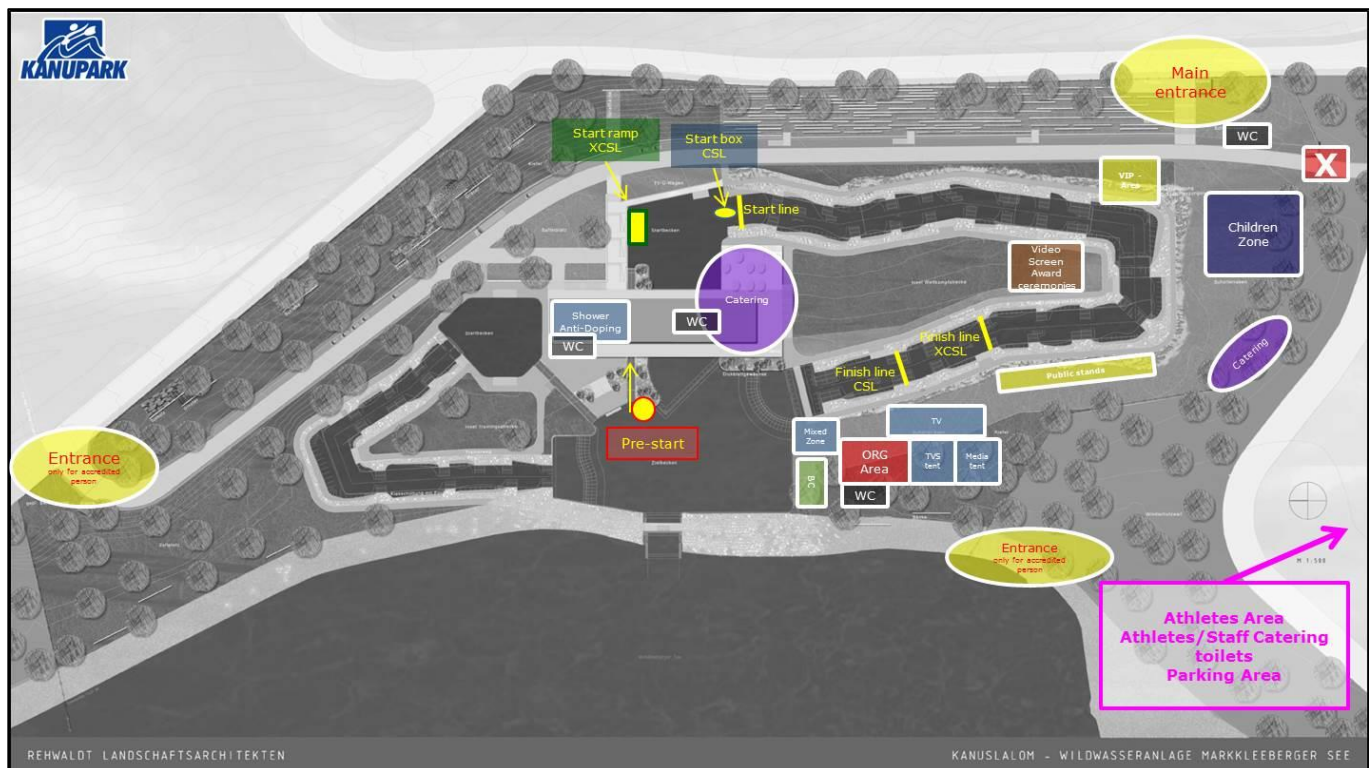 KANUPARK
Main
entrance
WC
X
Start ramp
XCSL
Start box
CSL
VIP -
Area
Start line
Children
Zone
Video
Screen
Award
ceremonies
Catering
Shower
Anti-Doping
WC
WC
Finish line
XCSL
Finish line
CSL
Catering
Public stands
Pre-start
Mixed
Zone
TV
ORG
Area
TVS
tent
Media
tent
BC
WC
Entrance
only for accredited
person
Entrance
only for accredited
person
M 1:500
Athletes Area
Athletes/Staff Catering
toilets
Parking Area
REHWALDT LANDSCHAFTSARCHITEKTEN
KANUSLALOM - WILDWASSERANLAGE MARKKLEEBERGER SEE